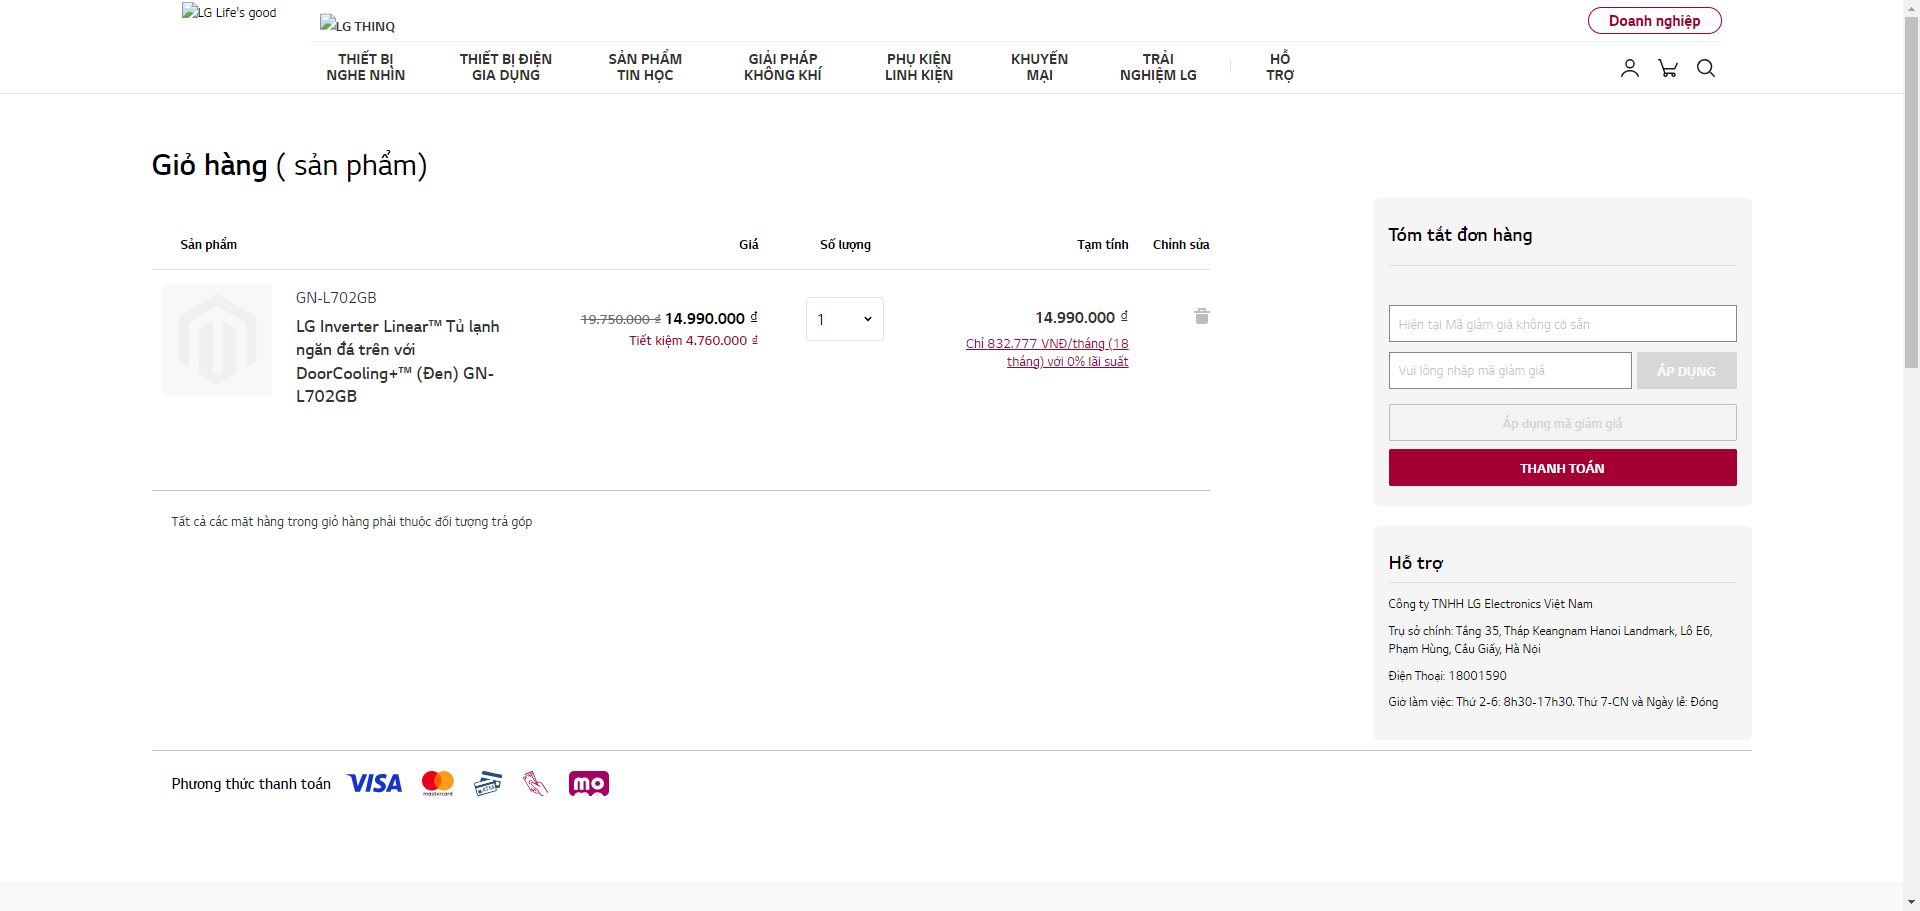 LG Life's good
LG THINQ
Doanh nghiệp
THIẾT BỊ
NGHE NHÌN
THIẾT BỊ ĐIỆN
GIA DỤNG
SẢN PHẨM
TIN HỌC
GIẢI PHÁP
KHÔNG KHÍ
PHỤ KIỆN
LINH KIỆN
KHUYẾN
MẠI
TRẢI
NGHIỆM LG
HỖ
TRỢ
Giỏ hàng ( sản phẩm)
Sản phẩm
Giá
Số lượng
Tạm tính
Chỉnh sửa
GN-L702GB
LG Inverter Linear™ Tủ lạnh
ngăn đá trên với
DoorCooling+™ (Đen) GN-
L702GB
19.750.000 ₫ 14.990.000 ₫
Tiết kiệm 4.760.000 ₫
1
14.990.000 ₫
Chỉ 832.777 VNĐ/tháng (18
tháng) với 0% lãi suất
Tất cả các mặt hàng trong giỏ hàng phải thuộc đối tượng trả góp
Tóm tắt đơn hàng
Hiện tại Mã giảm giá không có sẵn
Vui lòng nhập mã giảm giá
ÁP DỤNG
Áp dụng mã giảm giá
THANH TOÁN
Hỗ trợ
Công ty TNHH LG Electronics Việt Nam
Trụ sở chính: Tầng 35, Tháp Keangnam Hanoi Landmark, Lô E6,
Phạm Hùng, Cầu Giấy, Hà Nội
Điện Thoại: 18001590
Giờ làm việc: Thứ 2-6: 8h30-17h30. Thứ 7-CN và Ngày lễ: Đóng
Phương thức thanh toán
VISA
mastercard
ATM
mo